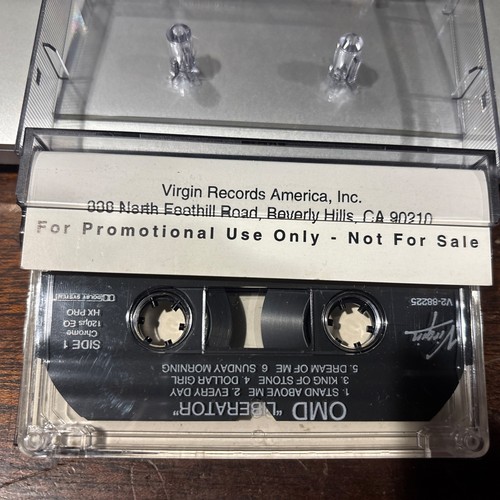 Virgin Records America, Inc.
338 North Foothill Road, Beverly Hills, CA 90210
For Promotional Use Only - Not For Sale
OMD "LIBERATOR"
1. STAND ABOVE ME 2. EVERY DAY
3. KING OF STONE 4. DOLLAR GIRL
5. DREAM OF ME 6. SUNDAY MORNING
Virgin
V2-88225
SIDE 1
Chrome
120µs EQ
HX PRO
DOLBY SYSTEM